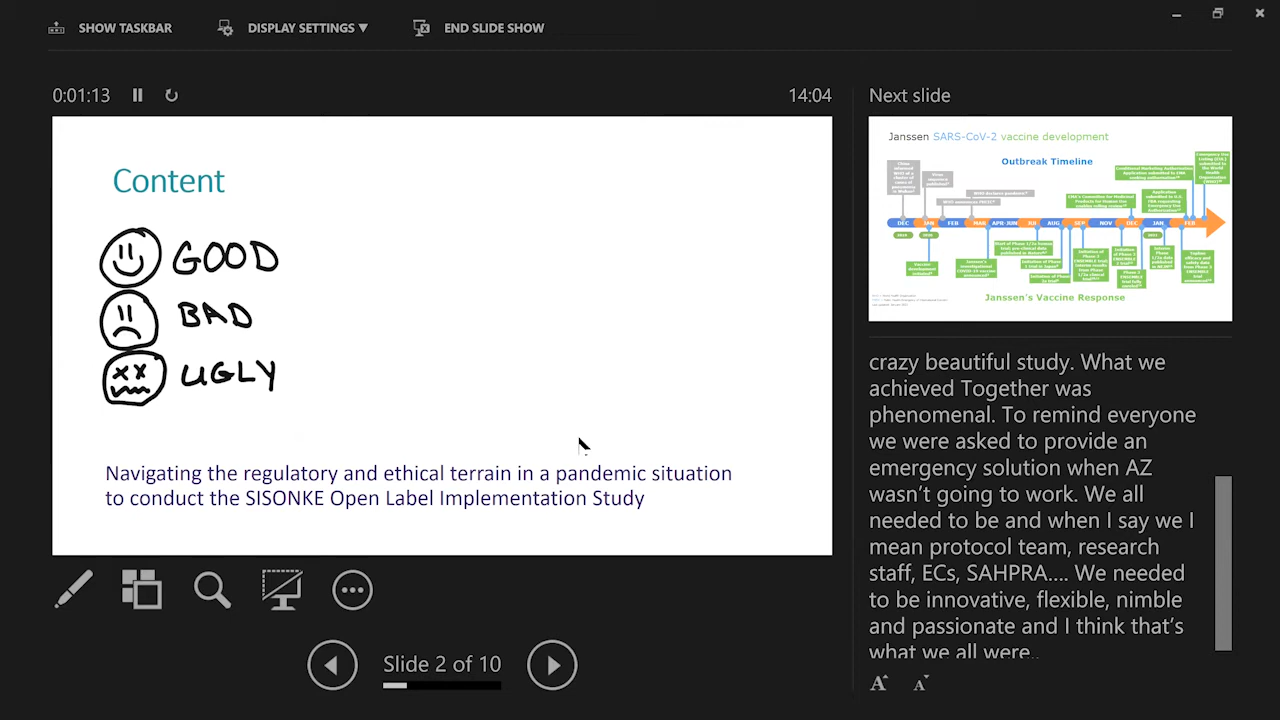 SHOW TASKBAR
DISPLAY SETTINGS ▼
END SLIDE SHOW
0:01:13
14:04
Content
GOOD
BAD
UGLY
Navigating the regulatory and ethical terrain in a pandemic situation
to conduct the SISONKE Open Label Implementation Study
Slide 2 of 10
Next slide
Janssen SARS-CoV-2 vaccine development
Outbreak Timeline
DEC JAN FEB MAR APR-JUN JUL AUG SEP NOV DEC JAN FEB
Janssen's Vaccine Response
crazy beautiful study. What we
achieved Together was
phenomenal. To remind everyone
we were asked to provide an
emergency solution when AZ
wasn't going to work. We all
needed to be and when I say we I
mean protocol team, research
staff, ECs, SAHPRA.... We needed
to be innovative, flexible, nimble
and passionate and I think that's
what we all were..
A A